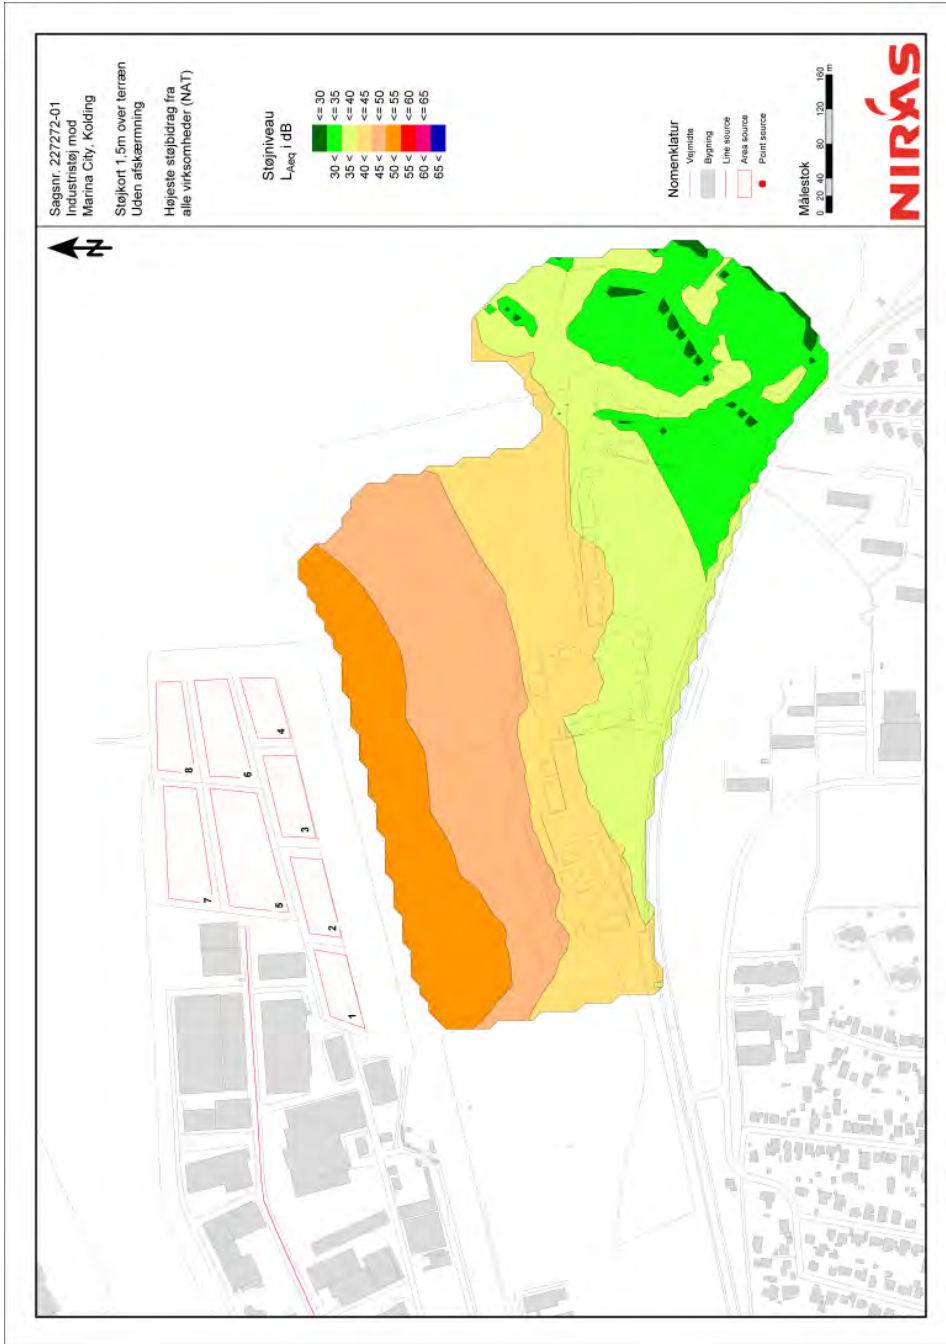 Sagsnr. 227272-01
Industristøj mod
Marina City, Kolding
Støjkort 1,5m over terræn
Uden afskærmning
Højeste støjbidrag fra
alle virksomheder (NAT)
Støjniveau
LAeq i dB
<= 30
30 < <= 35
35 < <= 40
40 < <= 45
45 < <= 50
50 < <= 55
55 < <= 60
60 < <= 65
65 <
Nomenklatur
Vejmidte
Bygning
Line source
Area source
Point source
Målestok
0 20 40 80 120 160
m
NIRÁS
N
1
2
3
4
5
6
7
8